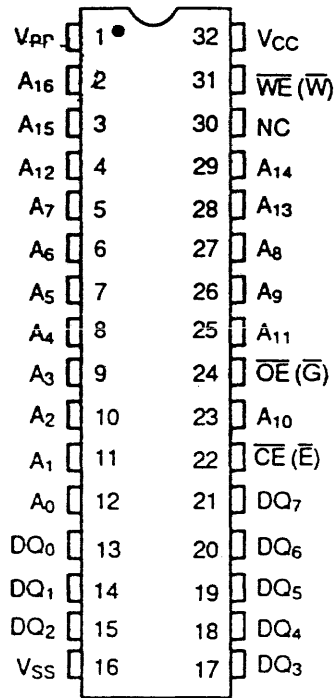 VPP 1 32 VCC
A16 2 31 WE (W)
A15 3 30 NC
A12 4 29 A14
A7 5 28 A13
A6 6 27 A8
A5 7 26 A9
A4 8 25 A11
A3 9 24 OE (G)
A2 10 23 A10
A1 11 22 CE (E)
A0 12 21 DQ7
DQ0 13 20 DQ6
DQ1 14 19 DQ5
DQ2 15 18 DQ4
VSS 16 17 DQ3